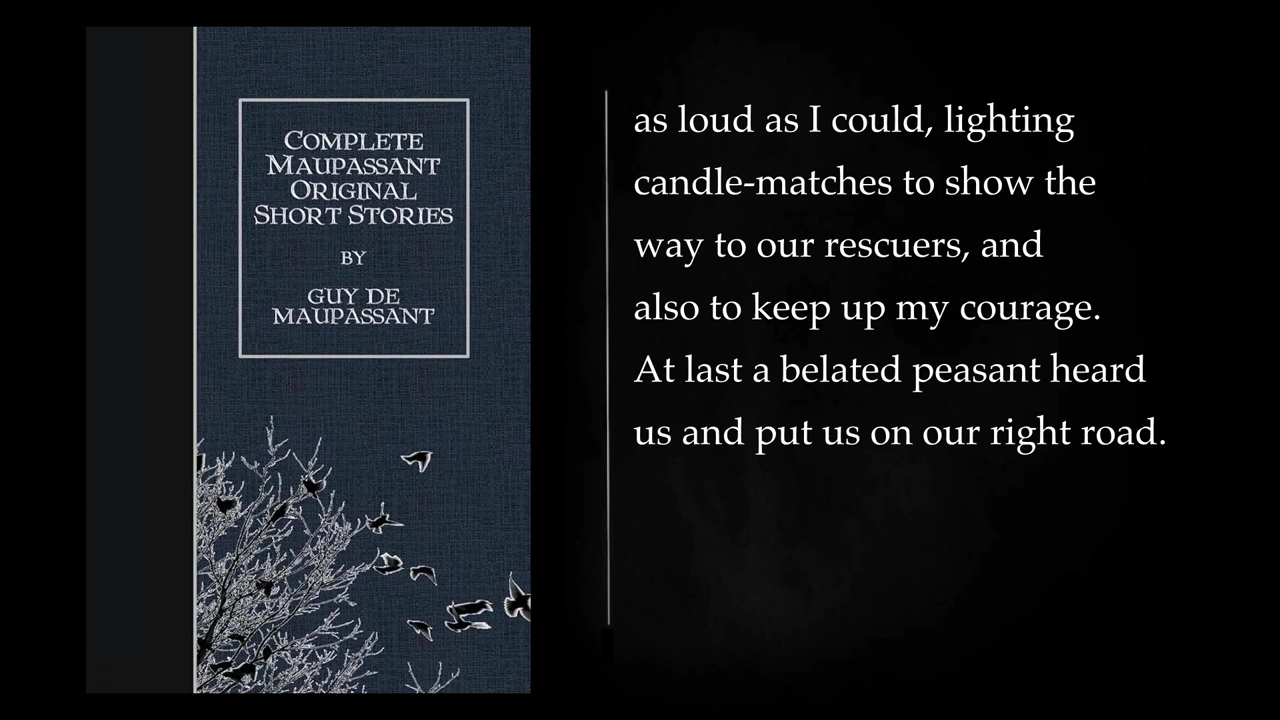 COMPLETE
MAUPASSANT
ORIGINAL
SHORT STORIES
BY
GUY DE
MAUPASSANT
as loud as I could, lighting
candle-matches to show the
way to our rescuers, and
also to keep up my courage.
At last a belated peasant heard
us and put us on our right road.